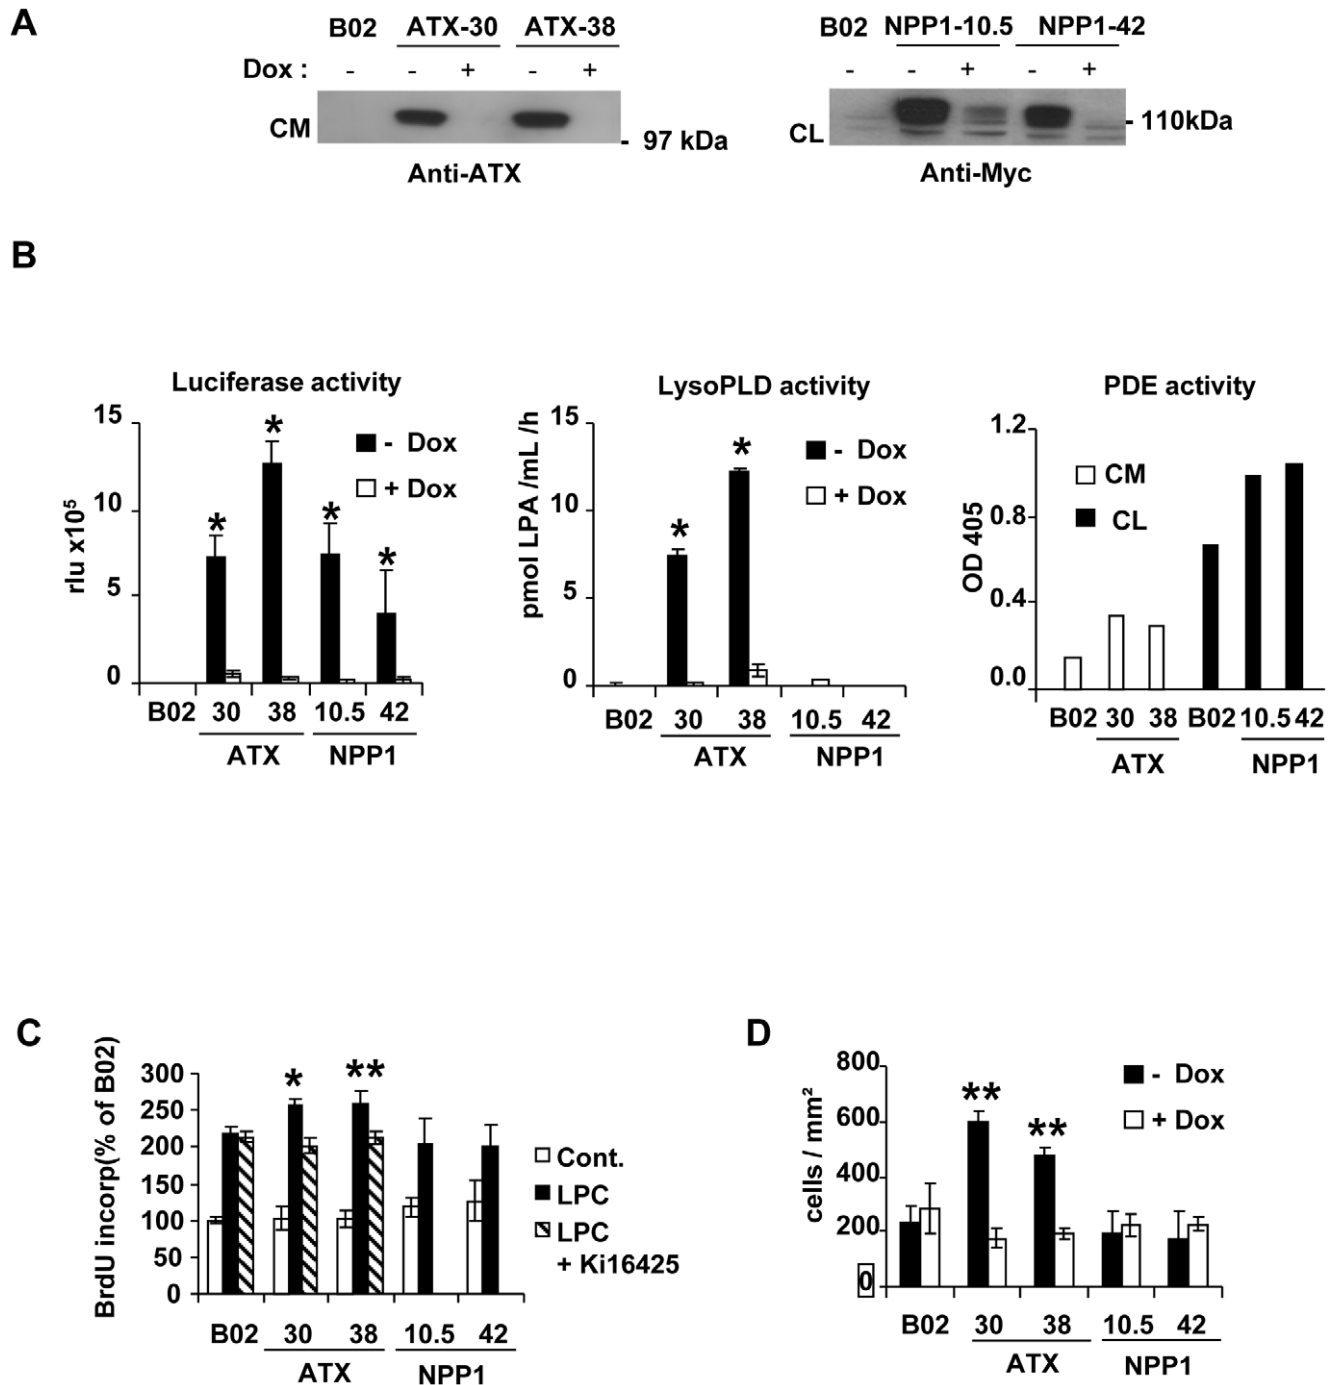 A
B02 ATX-30 ATX-38
Dox : - - + - +
CM
- 97 kDa
Anti-ATX
B02 NPP1-10.5 NPP1-42
- - + - +
CL
- 110kDa
Anti-Myc
B
Luciferase activity
rlu x10⁵
15
10
5
0
- Dox
+ Dox
* * * *
B02 30 38 10.5 42
ATX NPP1
LysoPLD activity
pmol LPA /mL /h
15
10
5
0
- Dox
+ Dox
* *
B02 30 38 10.5 42
ATX NPP1
PDE activity
OD 405
1.2
0.8
0.4
0.0
CM
CL
B02 30 38 B02 10.5 42
ATX NPP1
C
BrdU incorp(% of B02)
300
250
200
150
100
50
0
* **
Cont.
LPC
LPC
+ Ki16425
B02 30 38 10.5 42
ATX NPP1
D
cells / mm²
800
600
400
200
0
** **
- Dox
+ Dox
B02 30 38 10.5 42
ATX NPP1